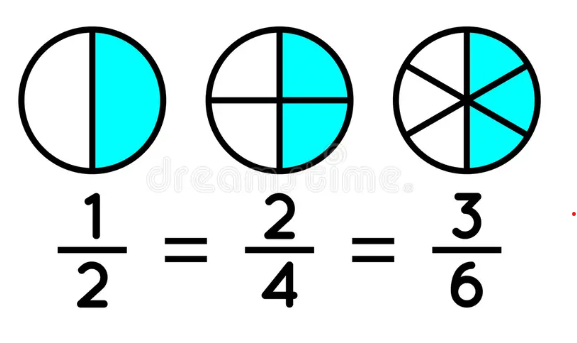 dreamstime.
1/2 = 2/4 = 3/6